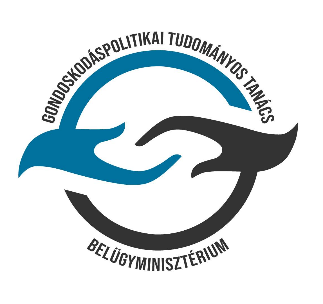 GONDOSKODÁSPOLITIKAI TUDOMÁNYOS TANÁCS
BELÜGYMINISZTÉRIUM